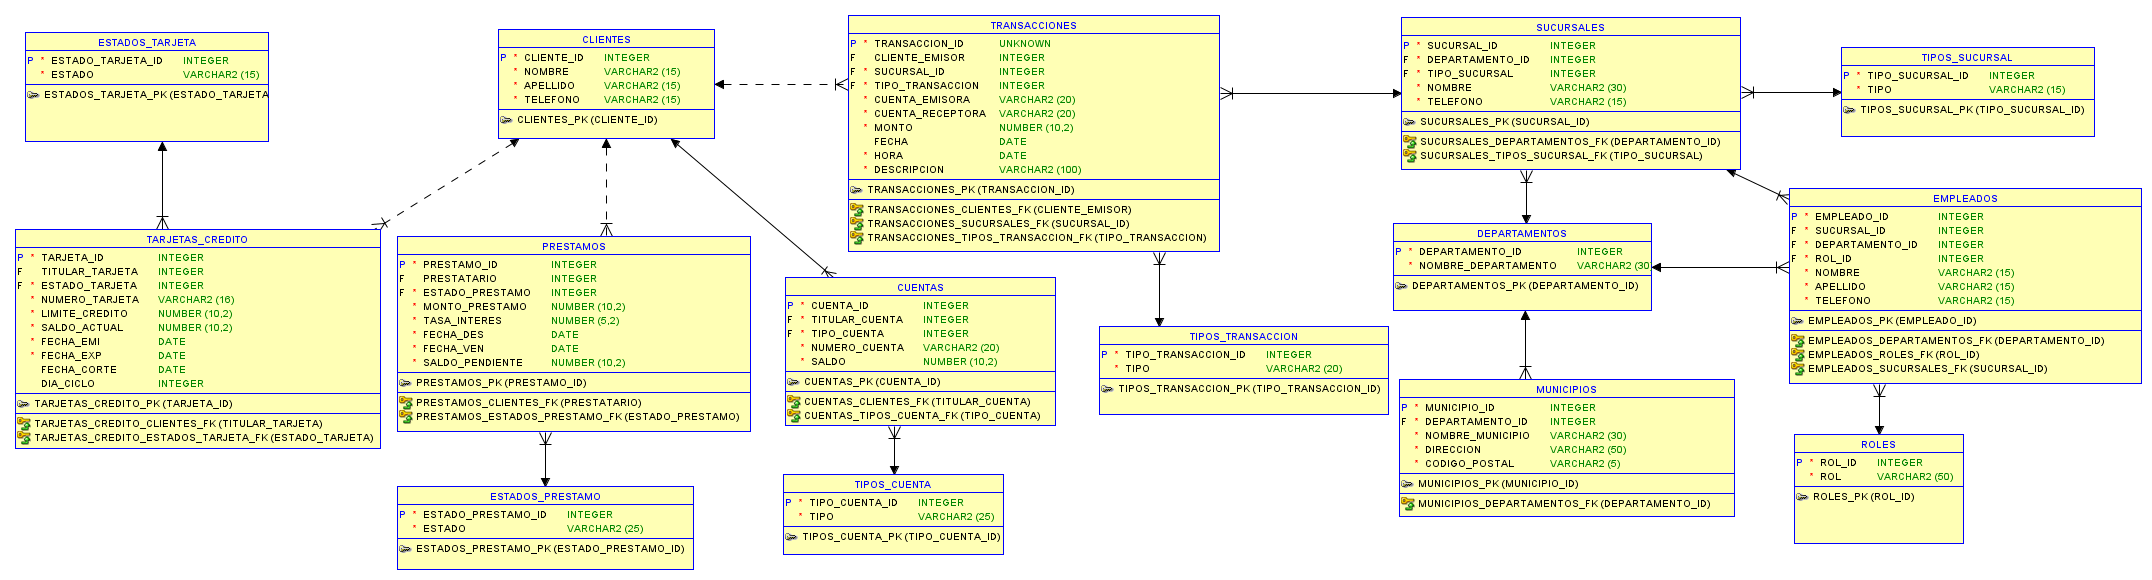 ESTADOS_TARJETA
P * ESTADO_TARJETA_ID INTEGER
* ESTADO VARCHAR2 (15)
ESTADOS_TARJETA_PK (ESTADO_TARJETA
CLIENTES
P * CLIENTE_ID INTEGER
* NOMBRE VARCHAR2 (15)
* APELLIDO VARCHAR2 (15)
* TELEFONO VARCHAR2 (15)
CLIENTES_PK (CLIENTE_ID)
TRANSACCIONES
P * TRANSACCION_ID UNKNOWN
F CLIENTE_EMISOR INTEGER
F * SUCURSAL_ID INTEGER
F * TIPO_TRANSACCION INTEGER
* CUENTA_EMISORA VARCHAR2 (20)
* CUENTA_RECEPTORA VARCHAR2 (20)
* MONTO NUMBER (10,2)
FECHA DATE
* HORA DATE
* DESCRIPCION VARCHAR2 (100)
TRANSACCIONES_PK (TRANSACCION_ID)
TRANSACCIONES_CLIENTES_FK (CLIENTE_EMISOR)
TRANSACCIONES_SUCURSALES_FK (SUCURSAL_ID)
TRANSACCIONES_TIPOS_TRANSACCION_FK (TIPO_TRANSACCION)
SUCURSALES
P * SUCURSAL_ID INTEGER
F * DEPARTAMENTO_ID INTEGER
F * TIPO_SUCURSAL INTEGER
* NOMBRE VARCHAR2 (30)
* TELEFONO VARCHAR2 (15)
SUCURSALES_PK (SUCURSAL_ID)
SUCURSALES_DEPARTAMENTOS_FK (DEPARTAMENTO_ID)
SUCURSALES_TIPOS_SUCURSAL_FK (TIPO_SUCURSAL)
TIPOS_SUCURSAL
P * TIPO_SUCURSAL_ID INTEGER
* TIPO VARCHAR2 (15)
TIPOS_SUCURSAL_PK (TIPO_SUCURSAL_ID)
TARJETAS_CREDITO
P * TARJETA_ID INTEGER
F TITULAR_TARJETA INTEGER
F * ESTADO_TARJETA INTEGER
* NUMERO_TARJETA VARCHAR2 (16)
* LIMITE_CREDITO NUMBER (10,2)
* SALDO_ACTUAL NUMBER (10,2)
* FECHA_EMI DATE
* FECHA_EXP DATE
FECHA_CORTE DATE
DIA_CICLO INTEGER
TARJETAS_CREDITO_PK (TARJETA_ID)
TARJETAS_CREDITO_CLIENTES_FK (TITULAR_TARJETA)
TARJETAS_CREDITO_ESTADOS_TARJETA_FK (ESTADO_TARJETA)
PRESTAMOS
P * PRESTAMO_ID INTEGER
F PRESTATARIO INTEGER
F * ESTADO_PRESTAMO INTEGER
* MONTO_PRESTAMO NUMBER (10,2)
* TASA_INTERES NUMBER (5,2)
* FECHA_DES DATE
* FECHA_VEN DATE
* SALDO_PENDIENTE NUMBER (10,2)
PRESTAMOS_PK (PRESTAMO_ID)
PRESTAMOS_CLIENTES_FK (PRESTATARIO)
PRESTAMOS_ESTADOS_PRESTAMO_FK (ESTADO_PRESTAMO)
CUENTAS
P * CUENTA_ID INTEGER
F * TITULAR_CUENTA INTEGER
F * TIPO_CUENTA INTEGER
* NUMERO_CUENTA VARCHAR2 (20)
* SALDO NUMBER (10,2)
CUENTAS_PK (CUENTA_ID)
CUENTAS_CLIENTES_FK (TITULAR_CUENTA)
CUENTAS_TIPOS_CUENTA_FK (TIPO_CUENTA)
TIPOS_TRANSACCION
P * TIPO_TRANSACCION_ID INTEGER
* TIPO VARCHAR2 (20)
TIPOS_TRANSACCION_PK (TIPO_TRANSACCION_ID)
DEPARTAMENTOS
P * DEPARTAMENTO_ID INTEGER
* NOMBRE_DEPARTAMENTO VARCHAR2 (30)
DEPARTAMENTOS_PK (DEPARTAMENTO_ID)
EMPLEADOS
P * EMPLEADO_ID INTEGER
F * SUCURSAL_ID INTEGER
F * DEPARTAMENTO_ID INTEGER
F * ROL_ID INTEGER
* NOMBRE VARCHAR2 (15)
* APELLIDO VARCHAR2 (15)
* TELEFONO VARCHAR2 (15)
EMPLEADOS_PK (EMPLEADO_ID)
EMPLEADOS_DEPARTAMENTOS_FK (DEPARTAMENTO_ID)
EMPLEADOS_ROLES_FK (ROL_ID)
EMPLEADOS_SUCURSALES_FK (SUCURSAL_ID)
MUNICIPIOS
P * MUNICIPIO_ID INTEGER
F * DEPARTAMENTO_ID INTEGER
* NOMBRE_MUNICIPIO VARCHAR2 (30)
* DIRECCION VARCHAR2 (50)
* CODIGO_POSTAL VARCHAR2 (5)
MUNICIPIOS_PK (MUNICIPIO_ID)
MUNICIPIOS_DEPARTAMENTOS_FK (DEPARTAMENTO_ID)
ROLES
P * ROL_ID INTEGER
* ROL VARCHAR2 (50)
ROLES_PK (ROL_ID)
ESTADOS_PRESTAMO
P * ESTADO_PRESTAMO_ID INTEGER
* ESTADO VARCHAR2 (25)
ESTADOS_PRESTAMO_PK (ESTADO_PRESTAMO_ID)
TIPOS_CUENTA
P * TIPO_CUENTA_ID INTEGER
* TIPO VARCHAR2 (25)
TIPOS_CUENTA_PK (TIPO_CUENTA_ID)